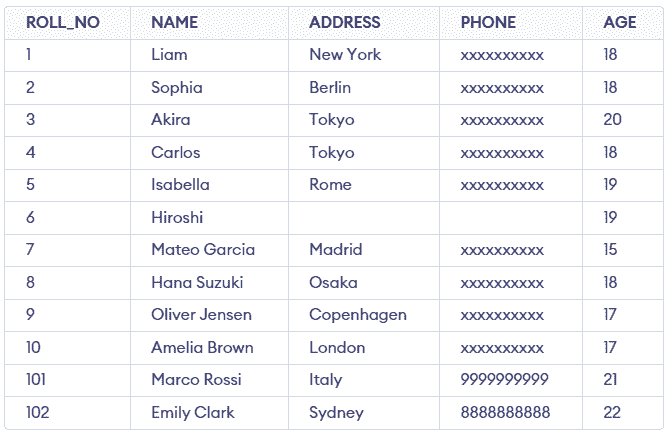 ROLL_NO NAME ADDRESS PHONE AGE
1 Liam New York xxxxxxxxxx 18
2 Sophia Berlin xxxxxxxxxx 18
3 Akira Tokyo xxxxxxxxxx 20
4 Carlos Tokyo xxxxxxxxxx 18
5 Isabella Rome xxxxxxxxxx 19
6 Hiroshi 19
7 Mateo Garcia Madrid xxxxxxxxxx 15
8 Hana Suzuki Osaka xxxxxxxxxx 18
9 Oliver Jensen Copenhagen xxxxxxxxxx 17
10 Amelia Brown London xxxxxxxxxx 17
101 Marco Rossi Italy 9999999999 21
102 Emily Clark Sydney 8888888888 22